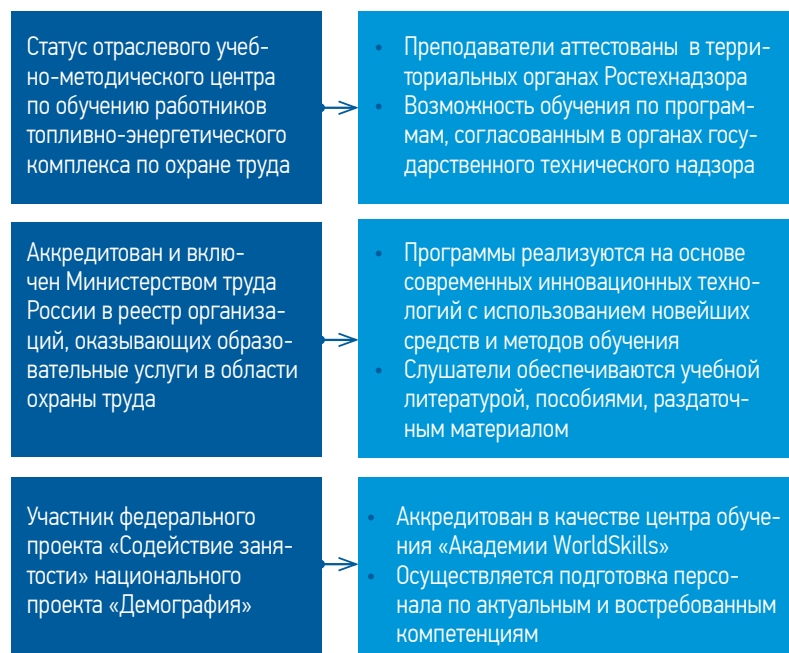 Статус отраслевого учеб-
но-методического центра
по обучению работников
топливно-энергетического
комплекса по охране труда
• Преподаватели аттестованы в терри-
ториальных органах Ростехнадзора
• Возможность обучения по програм-
мам, согласованным в органах госу-
дарственного технического надзора
Аккредитован и вклю-
чен Министерством труда
России в реестр организа-
ций, оказывающих образо-
вательные услуги в области
охраны труда
• Программы реализуются на основе
современных инновационных техно-
логий с использованием новейших
средств и методов обучения
• Слушатели обеспечиваются учебной
литературой, пособиями, раздаточ-
ным материалом
Участник федерального
проекта «Содействие заня-
тости» национального
проекта «Демография»
• Аккредитован в качестве центра обуче-
ния «Академии WorldSkills»
• Осуществляется подготовка персо-
нала по актуальным и востребованным
компетенциям